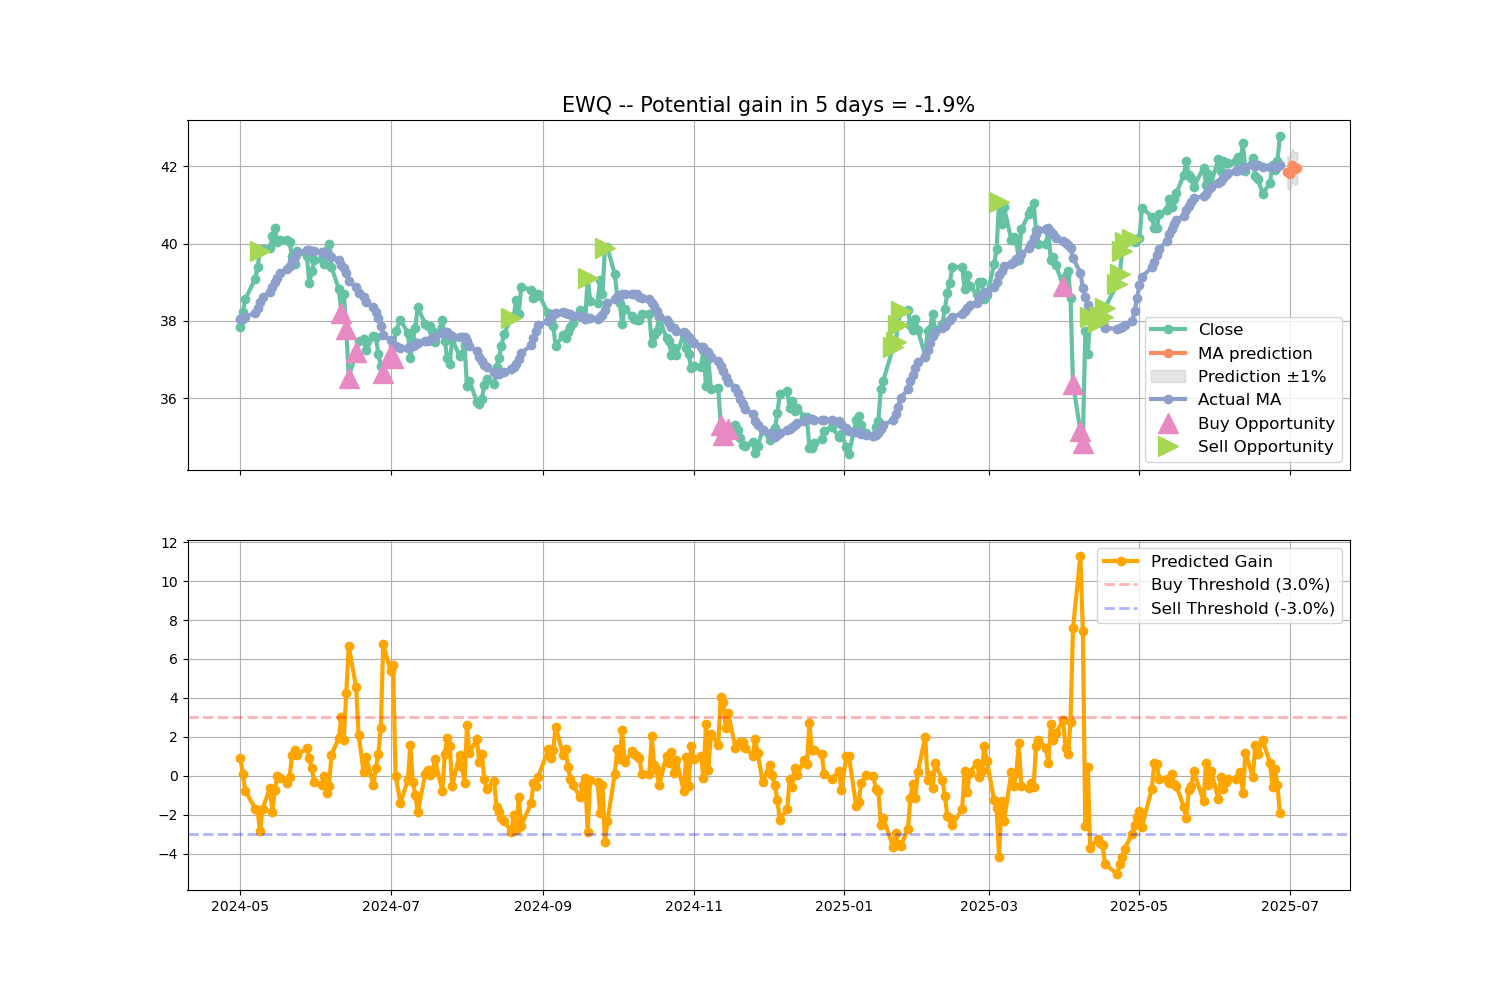 EWQ -- Potential gain in 5 days = -1.9%
42
40
38
36
Close
MA prediction
Prediction ±1%
Actual MA
Buy Opportunity
Sell Opportunity
12
10
8
6
4
2
0
−2
−4
Predicted Gain
Buy Threshold (3.0%)
Sell Threshold (-3.0%)
2024-05
2024-07
2024-09
2024-11
2025-01
2025-03
2025-05
2025-07